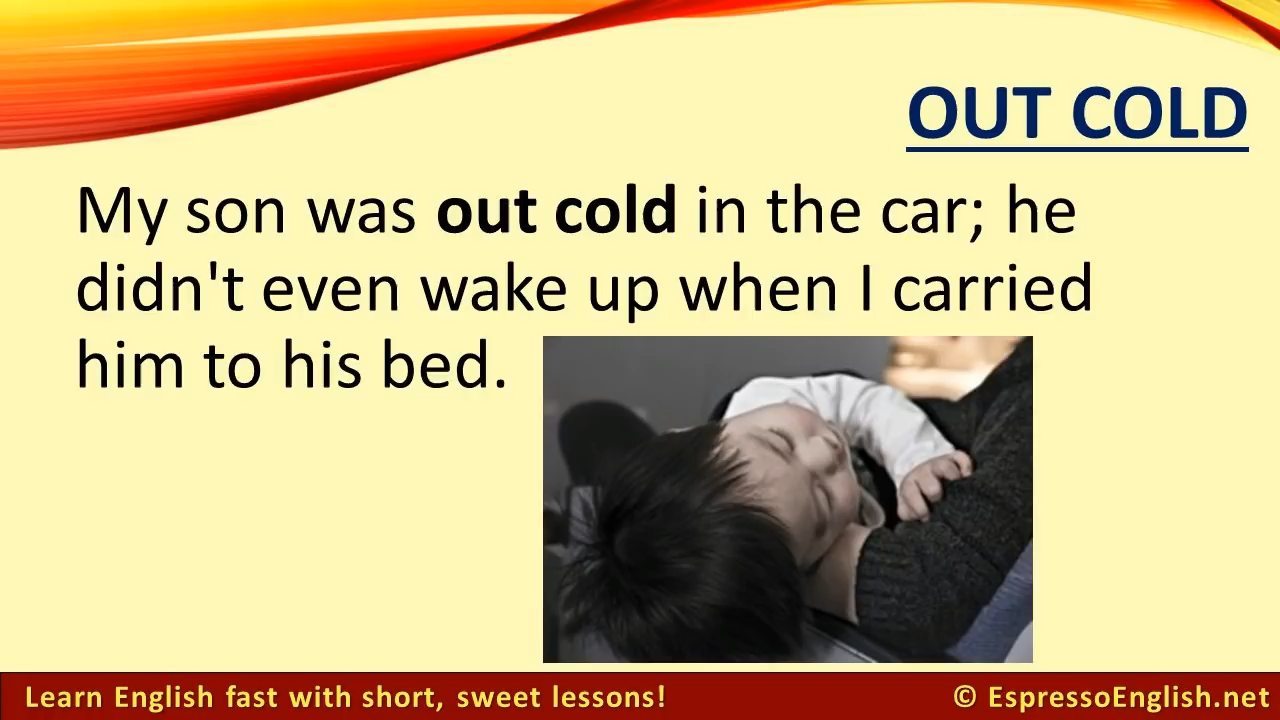 OUT COLD
My son was out cold in the car; he
didn't even wake up when I carried
him to his bed.
Learn English fast with short, sweet lessons!
© EspressoEnglish.net